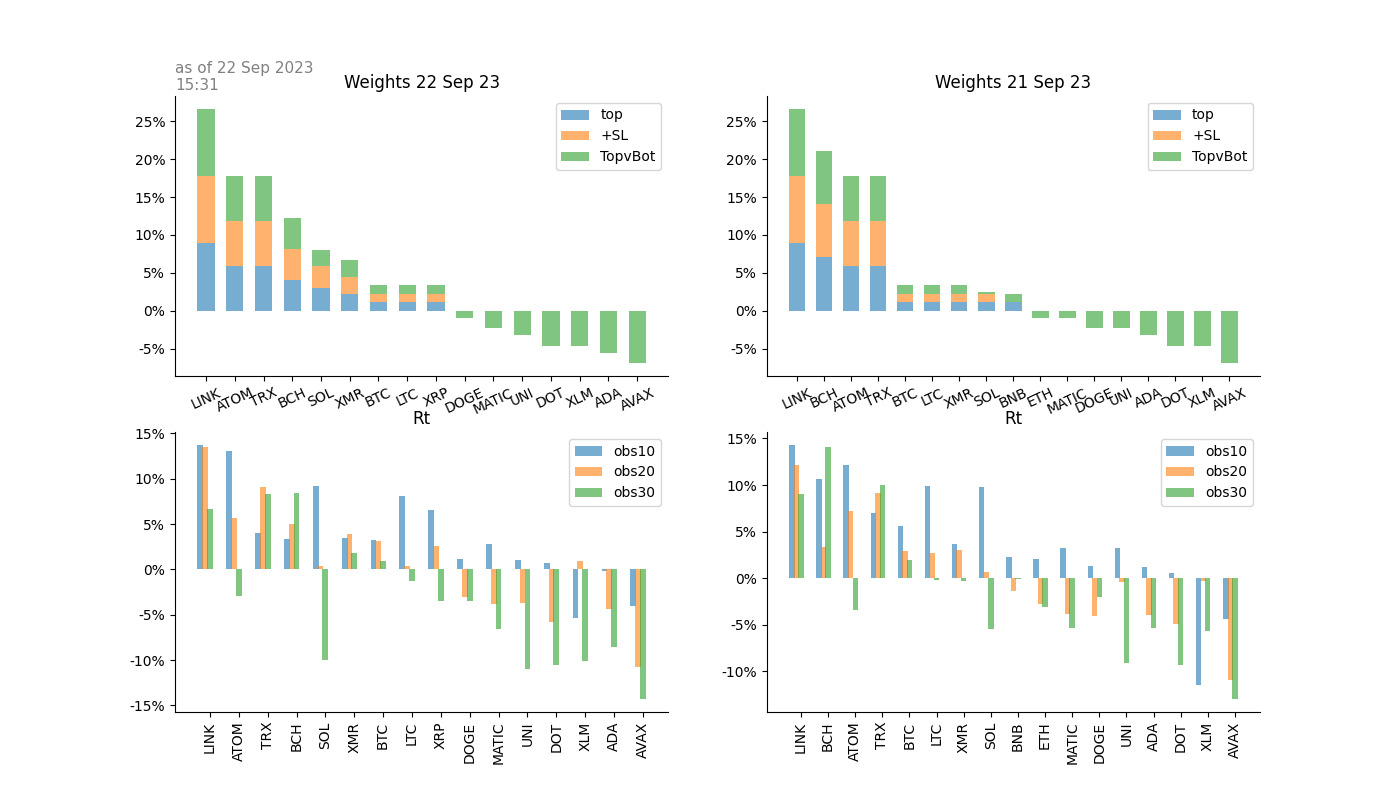 as of 22 Sep 2023
15:31
Weights 22 Sep 23
25%
20%
15%
10%
5%
0%
-5%
top
+SL
TopvBot
LINK ATOM TRX BCH SOL XMR BTC LTC XRP DOGE MATIC UNI DOT XLM ADA AVAX
Weights 21 Sep 23
25%
20%
15%
10%
5%
0%
-5%
top
+SL
TopvBot
LINK BCH ATOM TRX BTC LTC XMR SOL BNB ETH MATIC DOGE UNI ADA DOT XLM AVAX
Rt
15%
10%
5%
0%
-5%
-10%
-15%
obs10
obs20
obs30
LINK ATOM TRX BCH SOL XMR BTC LTC XRP DOGE MATIC UNI DOT XLM ADA AVAX
Rt
15%
10%
5%
0%
-5%
-10%
obs10
obs20
obs30
LINK BCH ATOM TRX BTC LTC XMR SOL BNB ETH MATIC DOGE UNI ADA DOT XLM AVAX